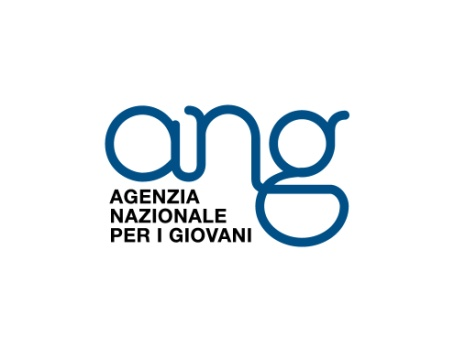 ang
AGENZIA
NAZIONALE
PER I GIOVANI